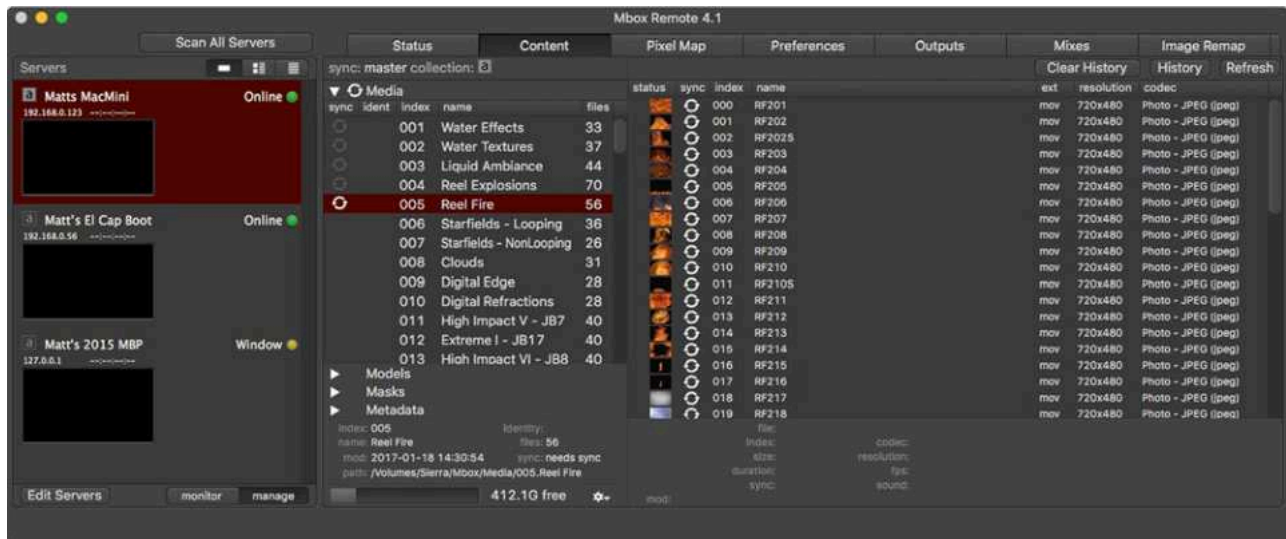 Mbox Remote 4.1
Scan All Servers
Status Content Pixel Map Preferences Outputs Mixes Image Remap
Servers
sync: master collection: a
Clear History History Refresh
a Matts MacMini Online
192.168.0.123 --:--:--:--
a Matt's El Cap Boot Online
192.168.0.56 --:--:--:--
a Matt's 2015 MBP Window
127.0.0.1 --:--:--:--
Edit Servers monitor manage
Media
sync ident index name files
001 Water Effects 33
002 Water Textures 37
003 Liquid Ambiance 44
004 Reel Explosions 70
005 Reel Fire 56
006 Starfields - Looping 36
007 Starfields - NonLooping 26
008 Clouds 31
009 Digital Edge 28
010 Digital Refractions 28
011 High Impact V - JB7 40
012 Extreme I - JB17 40
013 High Impact VI - JB8 40
Models
Masks
Metadata
index: 005 identity:
name: Reel Fire files: 56
mod: 2017-01-18 14:30:54 sync: needs sync
path: /Volumes/Sierra/Mbox/Media/005.Reel Fire
412.1G free
status sync index name ext resolution codec
000 RF201 mov 720x480 Photo - JPEG (jpeg)
001 RF202 mov 720x480 Photo - JPEG (jpeg)
002 RF202S mov 720x480 Photo - JPEG (jpeg)
003 RF203 mov 720x480 Photo - JPEG (jpeg)
004 RF204 mov 720x480 Photo - JPEG (jpeg)
005 RF205 mov 720x480 Photo - JPEG (jpeg)
006 RF206 mov 720x480 Photo - JPEG (jpeg)
007 RF207 mov 720x480 Photo - JPEG (jpeg)
008 RF208 mov 720x480 Photo - JPEG (jpeg)
009 RF209 mov 720x480 Photo - JPEG (jpeg)
010 RF210 mov 720x480 Photo - JPEG (jpeg)
011 RF210S mov 720x480 Photo - JPEG (jpeg)
012 RF211 mov 720x480 Photo - JPEG (jpeg)
013 RF212 mov 720x480 Photo - JPEG (jpeg)
014 RF213 mov 720x480 Photo - JPEG (jpeg)
015 RF214 mov 720x480 Photo - JPEG (jpeg)
016 RF215 mov 720x480 Photo - JPEG (jpeg)
017 RF216 mov 720x480 Photo - JPEG (jpeg)
018 RF217 mov 720x480 Photo - JPEG (jpeg)
019 RF218 mov 720x480 Photo - JPEG (jpeg)
file:
index: codec:
size: resolution:
duration: fps:
sync: sound:
mod: